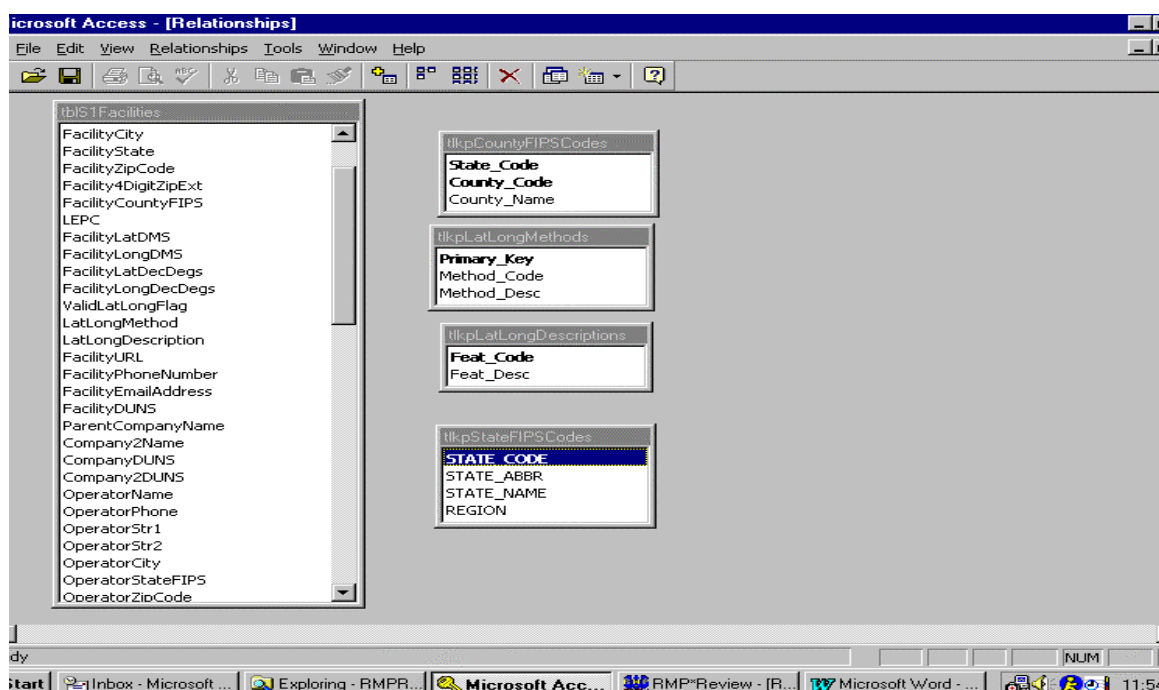 icrosoft Access - [Relationships]
File Edit View Relationships Tools Window Help
tblS1Facilities
FacilityCity
FacilityState
FacilityZipCode
Facility4DigitZipExt
FacilityCountyFIPS
LEPC
FacilityLatDMS
FacilityLongDMS
FacilityLatDecDegs
FacilityLongDecDegs
ValidLatLongFlag
LatLongMethod
LatLongDescription
FacilityURL
FacilityPhoneNumber
FacilityEmailAddress
FacilityDUNS
ParentCompanyName
Company2Name
CompanyDUNS
Company2DUNS
OperatorName
OperatorPhone
OperatorStr1
OperatorStr2
OperatorCity
OperatorStateFIPS
OperatorZipCode
tlkpCountyFIPSCodes
State_Code
County_Code
County_Name
tlkpLatLongMethods
Primary_Key
Method_Code
Method_Desc
tlkpLatLongDescriptions
Feat_Code
Feat_Desc
tlkpStateFIPSCodes
STATE_CODE
STATE_ABBR
STATE_NAME
REGION
dy NUM
Start Inbox - Microsoft ... Exploring - RMPR... Microsoft Acc... RMP*Review - [R... Microsoft Word - ... 11:54